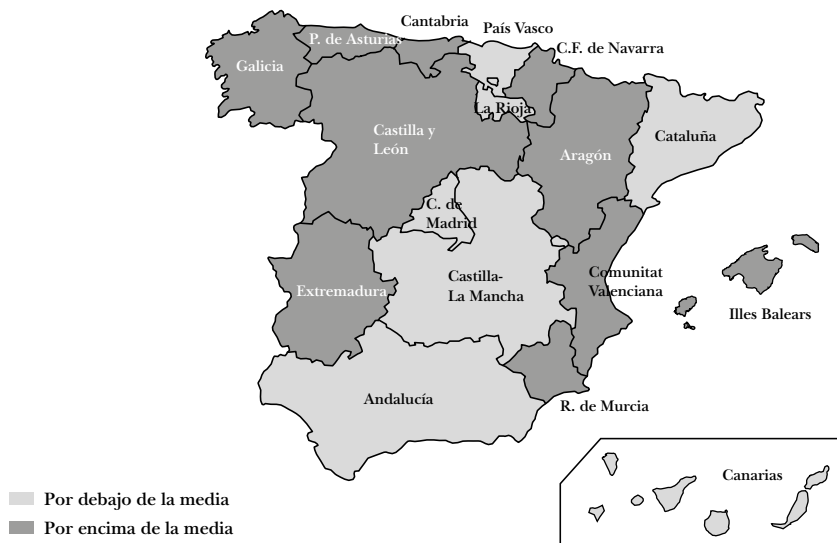 Cantabria
País Vasco
P. de Asturias
C.F. de Navarra
Galicia
La Rioja
Castilla y
León
Cataluña
Aragón
C. de
Madrid
Castilla-
La Mancha
Comunitat
Valenciana
Extremadura
Illes Balears
Andalucía
R. de Murcia
Canarias
Por debajo de la media
Por encima de la media